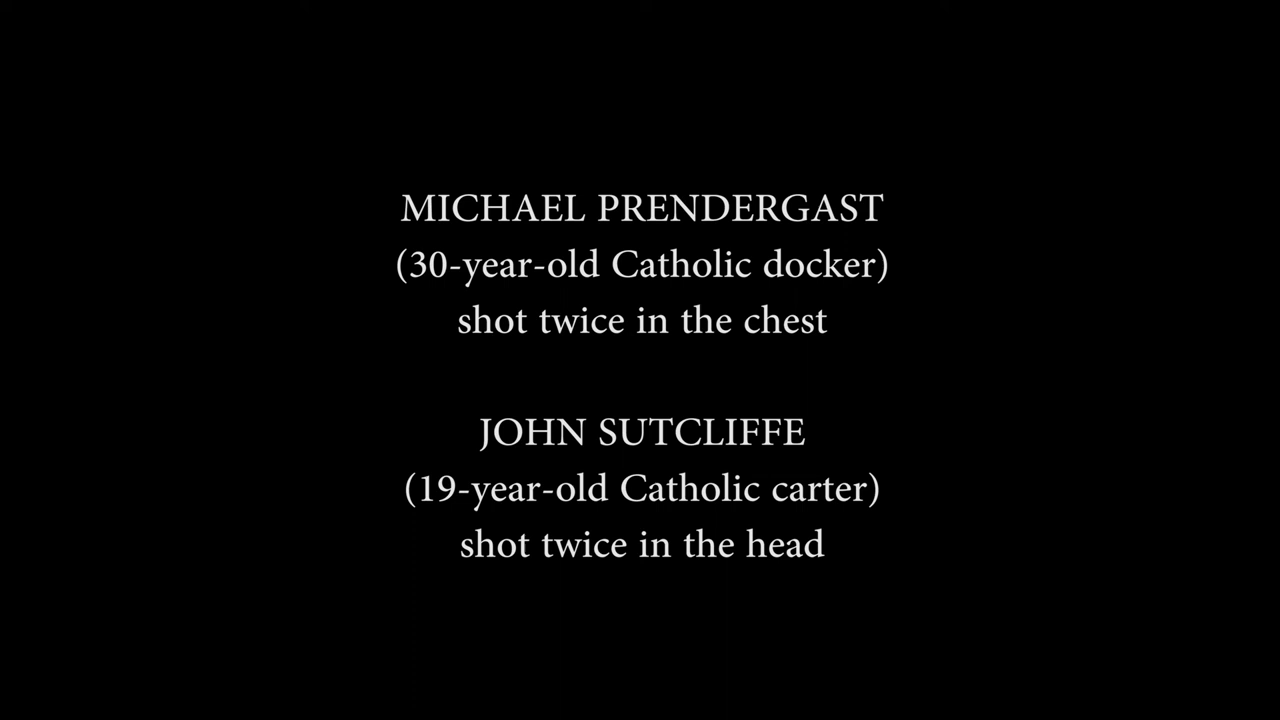 MICHAEL PRENDERGAST
(30-year-old Catholic docker)
shot twice in the chest
JOHN SUTCLIFFE
(19-year-old Catholic carter)
shot twice in the head